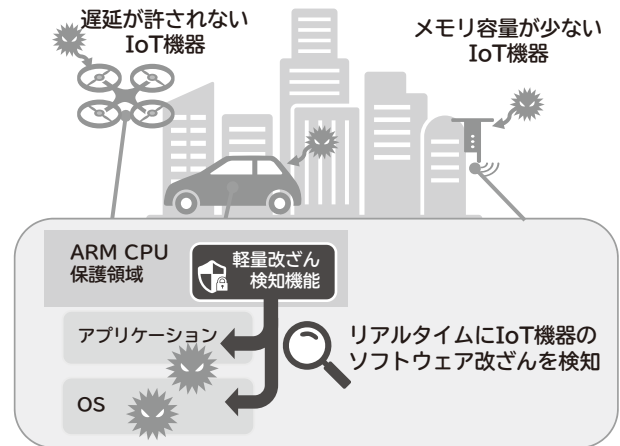 遅延が許されない
IoT機器
メモリ容量が少ない
IoT機器
ARM CPU
保護領域
軽量改ざん
検知機能
アプリケーション
リアルタイムにIoT機器の
ソフトウェア改ざんを検知
OS